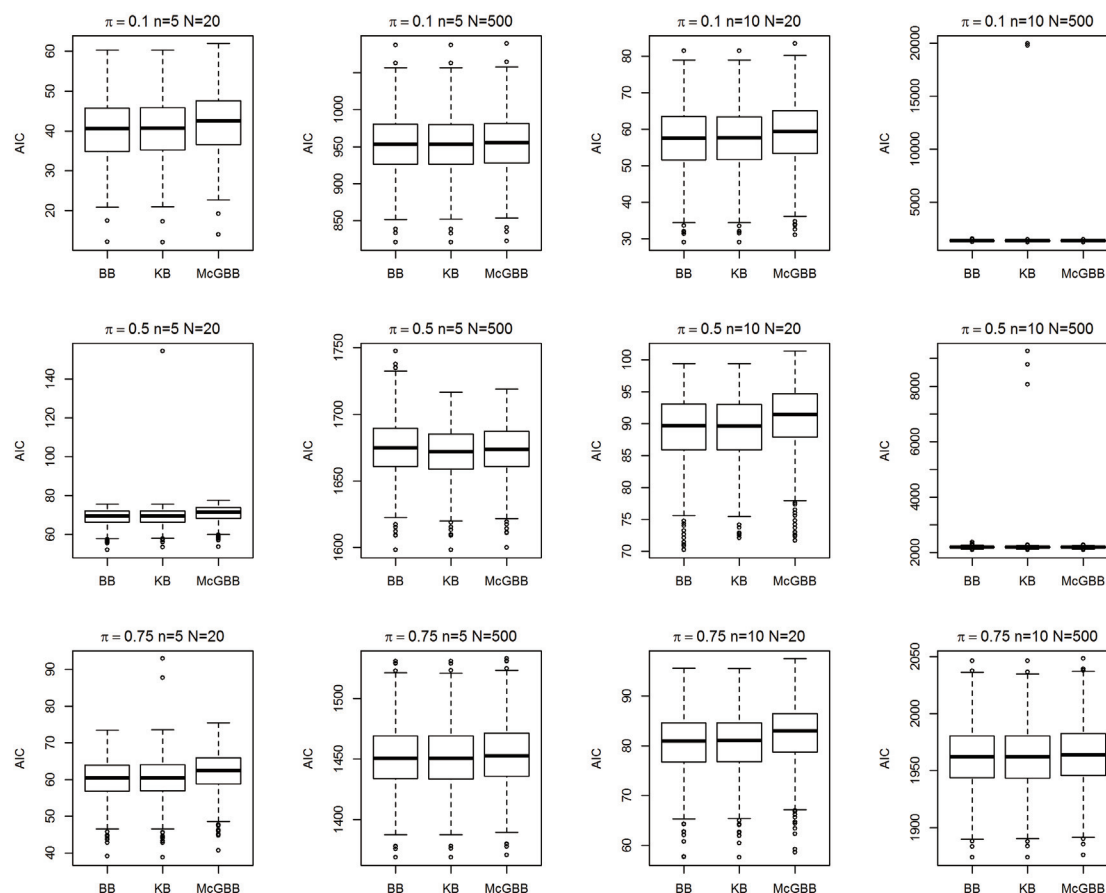 π = 0.1 n=5 N=20
π = 0.1 n=5 N=500
π = 0.1 n=10 N=20
π = 0.1 n=10 N=500
AIC
20
30
40
50
60
BB
KB
McGBB
AIC
850
900
950
1000
BB
KB
McGBB
AIC
30
40
50
60
70
80
BB
KB
McGBB
AIC
5000
10000
15000
20000
BB
KB
McGBB
π = 0.5 n=5 N=20
π = 0.5 n=5 N=500
π = 0.5 n=10 N=20
π = 0.5 n=10 N=500
AIC
60
80
100
120
140
BB
KB
McGBB
AIC
1600
1650
1700
1750
BB
KB
McGBB
AIC
70
75
80
85
90
95
100
BB
KB
McGBB
AIC
2000
4000
6000
8000
BB
KB
McGBB
π = 0.75 n=5 N=20
π = 0.75 n=5 N=500
π = 0.75 n=10 N=20
π = 0.75 n=10 N=500
AIC
40
50
60
70
80
90
BB
KB
McGBB
AIC
1400
1450
1500
BB
KB
McGBB
AIC
60
70
80
90
BB
KB
McGBB
AIC
1900
1950
2000
2050
BB
KB
McGBB